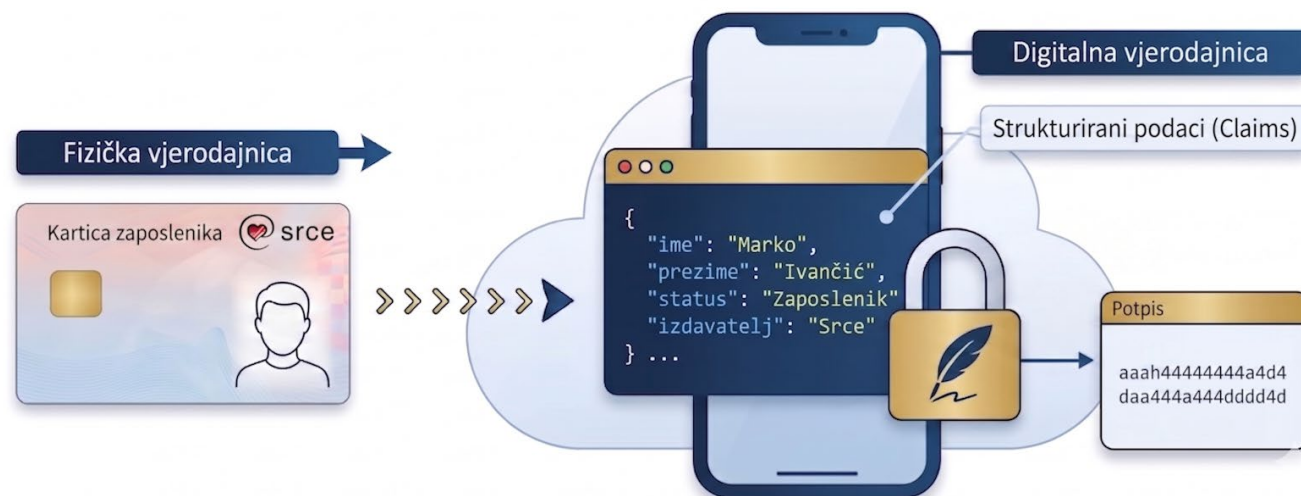 Fizička vjerodajnica
Kartica zaposlenika srce
Digitalna vjerodajnica
Strukturirani podaci (Claims)
{
"ime": "Marko",
"prezime": "Ivančić",
"status": "Zaposlenik"
"izdavatelj": "Srce"
} ...
Potpis
aaah44444444a4d4
daa444a444dddd4d